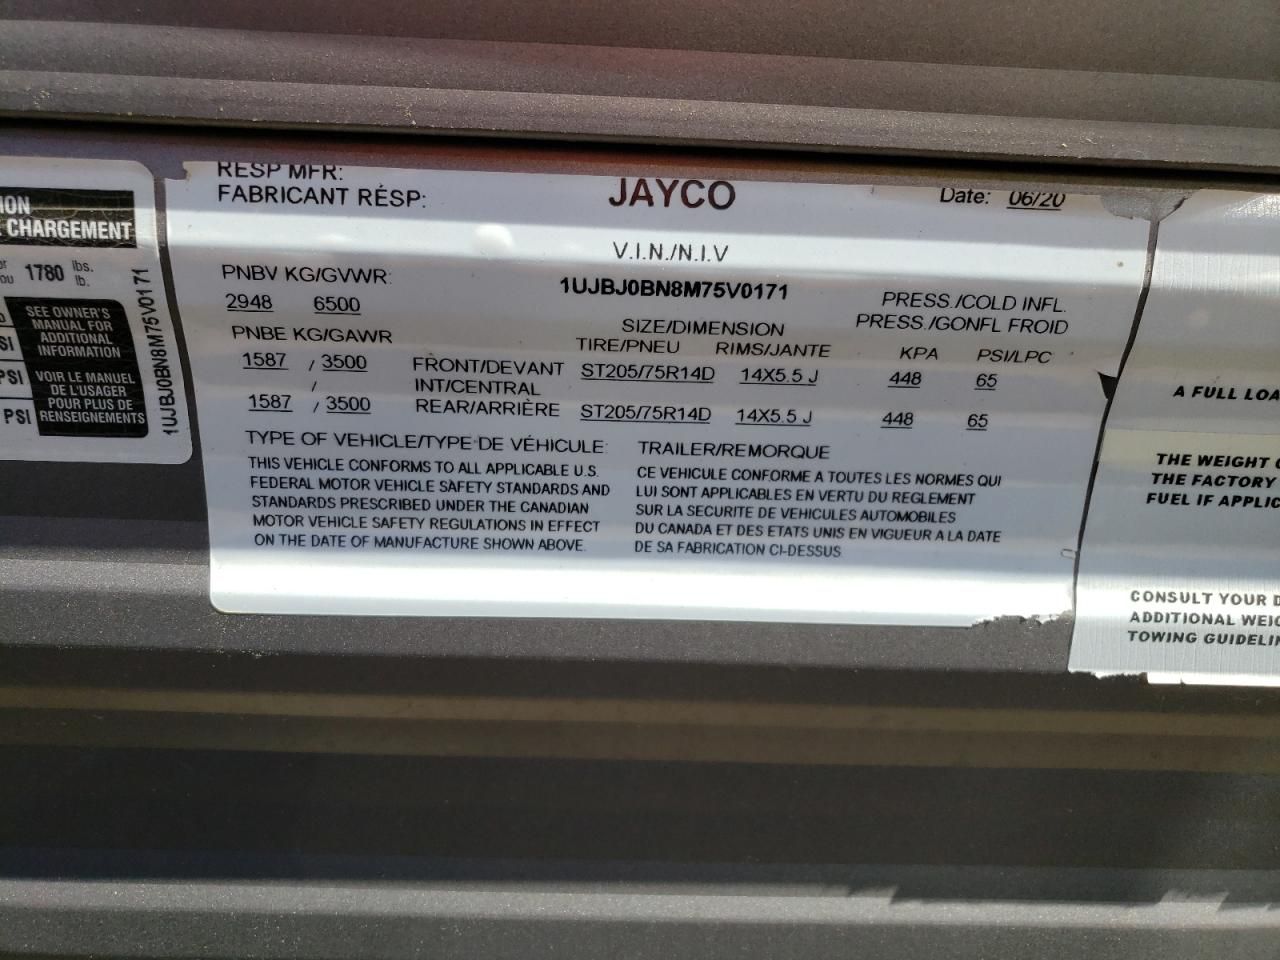 ION
CHARGEMENT
or
ou 1780 lbs.
lb.
SEE OWNER'S
MANUAL FOR
ADDITIONAL
INFORMATION
VOIR LE MANUEL
DE L'USAGER
POUR PLUS DE
RENSEIGNEMENTS
SI
PSI
PSI
1UJBJ0BN8M75V0171
RESP MFR:
FABRICANT RÉSP:
JAYCO
Date: 06/20
V.I.N./N.I.V
PNBV KG/GVWR:
1UJBJ0BN8M75V0171
2948 6500
PRESS./COLD INFL.
SIZE/DIMENSION PRESS./GONFL FROID
PNBE KG/GAWR TIRE/PNEU RIMS/JANTE KPA PSI/LPC
1587 / 3500 FRONT/DEVANT ST205/75R14D 14X5.5 J 448 65
/ INT/CENTRAL
1587 / 3500 REAR/ARRIÈRE ST205/75R14D 14X5.5 J 448 65
TYPE OF VEHICLE/TYPE DE VÉHICULE: TRAILER/REMORQUE
THIS VEHICLE CONFORMS TO ALL APPLICABLE U.S.
FEDERAL MOTOR VEHICLE SAFETY STANDARDS AND
STANDARDS PRESCRIBED UNDER THE CANADIAN
MOTOR VEHICLE SAFETY REGULATIONS IN EFFECT
ON THE DATE OF MANUFACTURE SHOWN ABOVE.
CE VEHICULE CONFORME A TOUTES LES NORMES QUI
LUI SONT APPLICABLES EN VERTU DU REGLEMENT
SUR LA SECURITE DE VEHICULES AUTOMOBILES
DU CANADA ET DES ETATS UNIS EN VIGUEUR A LA DATE
DE SA FABRICATION CI-DESSUS
A FULL LOA
THE WEIGHT
THE FACTORY
FUEL IF APPLIC
CONSULT YOUR
ADDITIONAL WEIG
TOWING GUIDELIN